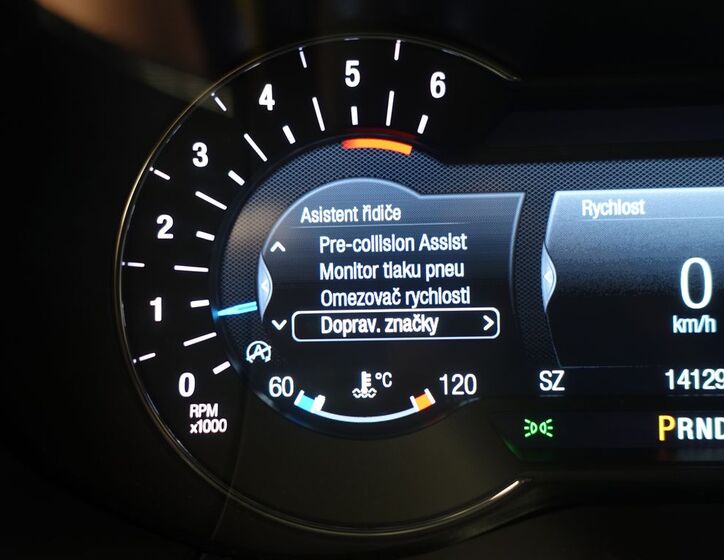 6
5
4
3
2
1
0
RPM
x1000
Asistent řidiče
Pre-collision Assist
Monitor tlaku pneu
Omezovač rychlosti
Doprav. značky
60 °C 120
Rychlost
0
km/h
SZ 14129
PRND